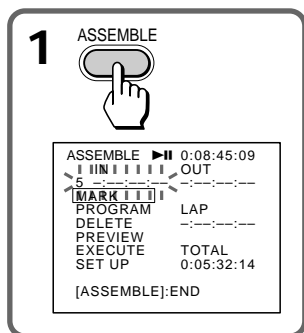 1 ASSEMBLE
ASSEMBLE ►II 0:08:45:09
IN OUT
5 –:––:––:–– –:––:––:––
MARK
PROGRAM LAP
DELETE –:––:––:––
PREVIEW
EXECUTE TOTAL
SET UP 0:05:32:14
[ASSEMBLE]:END